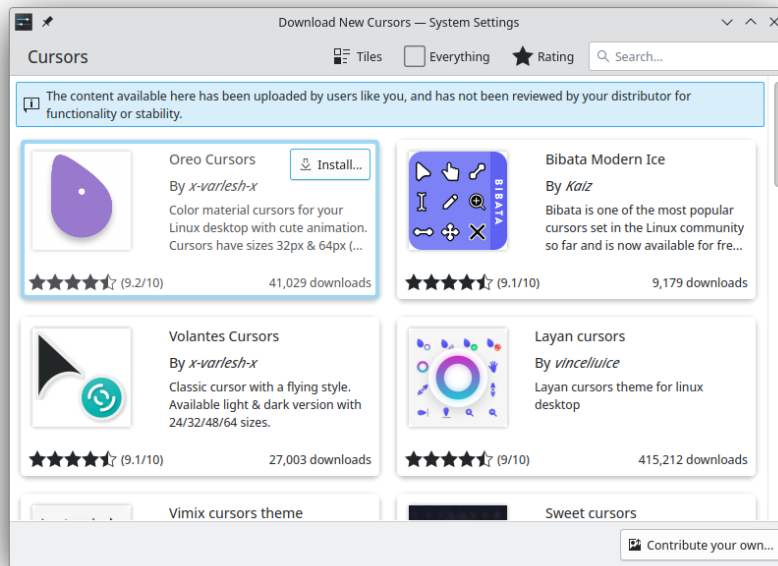 Download New Cursors — System Settings
Cursors
Tiles
Everything
Rating
Search...
The content available here has been uploaded by users like you, and has not been reviewed by your distributor for
functionality or stability.
Oreo Cursors
Install...
By x-varlesh-x
Color material cursors for your
Linux desktop with cute animation.
Cursors have sizes 32px & 64px (...
(9.2/10)
41,029 downloads
BIBATA
Bibata Modern Ice
By Kaiz
Bibata is one of the most popular
cursors set in the Linux community
so far and is now available for fre...
(9.1/10)
9,179 downloads
Volantes Cursors
By x-varlesh-x
Classic cursor with a flying style.
Available light & dark version with
24/32/48/64 sizes.
(9.1/10)
27,003 downloads
Layan cursors
By vinceliuice
Layan cursors theme for linux
desktop
(9/10)
415,212 downloads
Vimix cursors theme
Sweet cursors
Contribute your own...